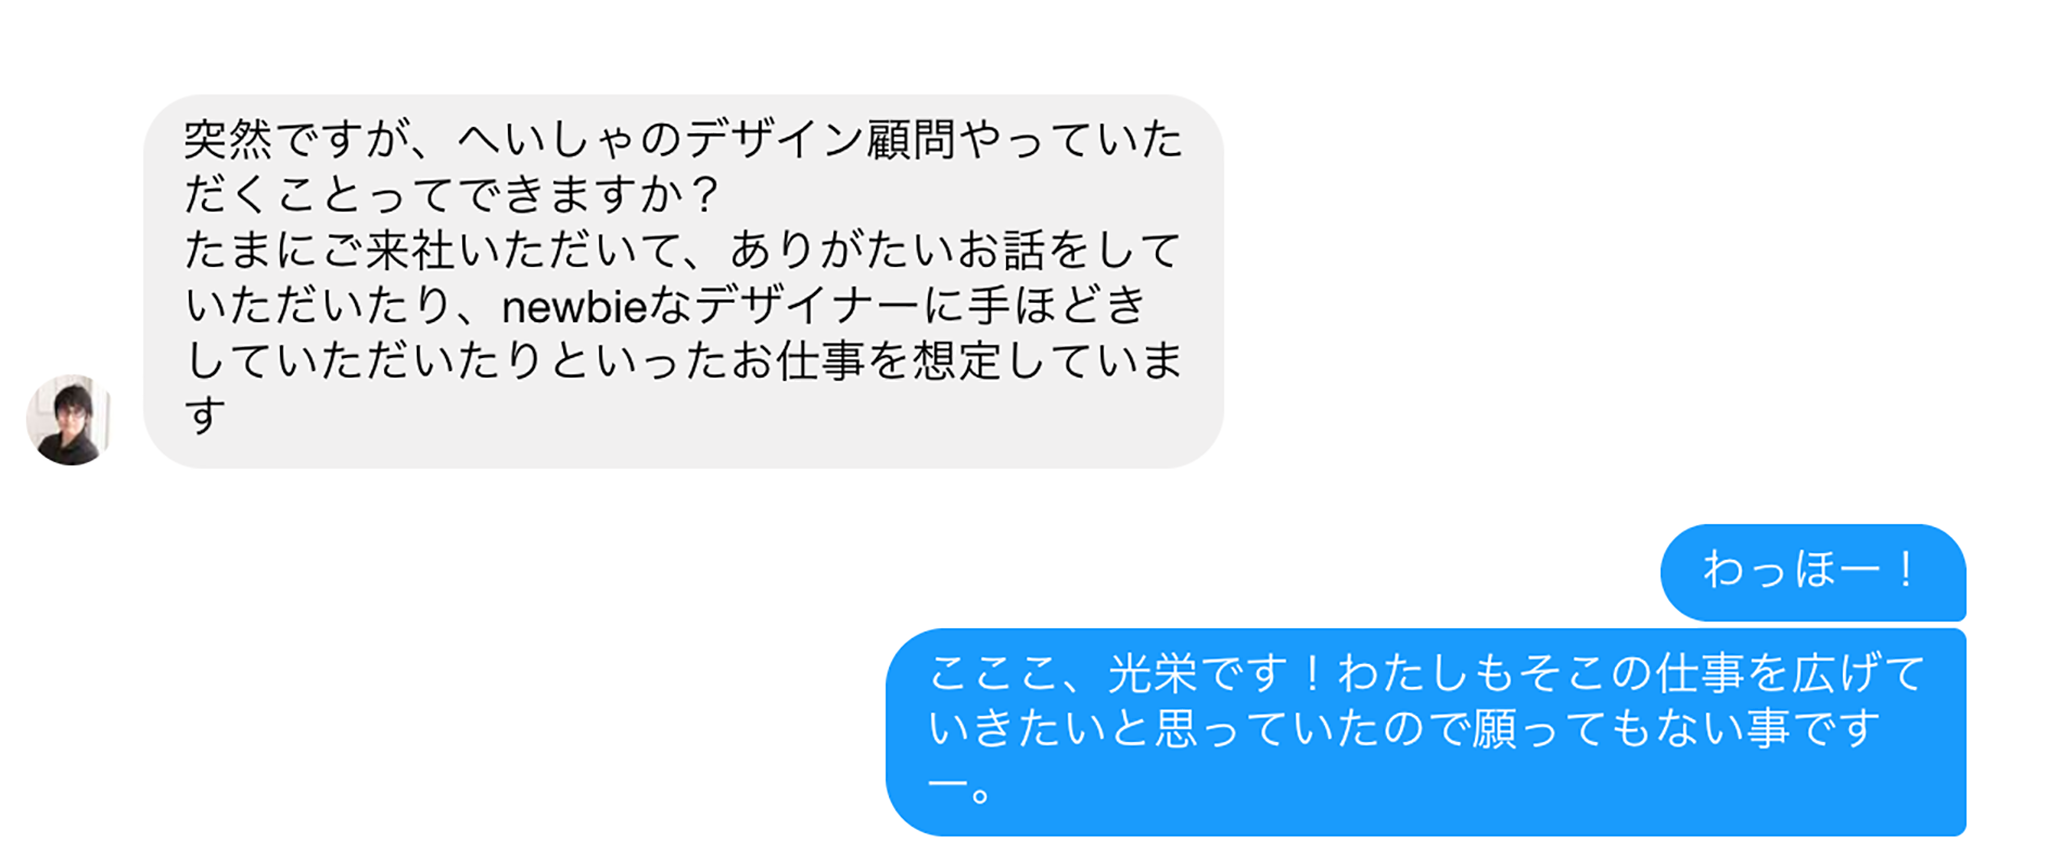 突然ですが、へいしゃのデザイン顧問やっていた
だくことってできますか？
たまにご来社いただいて、ありがたいお話をして
いただいたり、newbieなデザイナーに手ほどき
していただいたりといったお仕事を想定していま
す
わっほー！
こここ、光栄です！わたしもそこの仕事を広げて
いきたいと思っていたので願ってもない事です
ー。